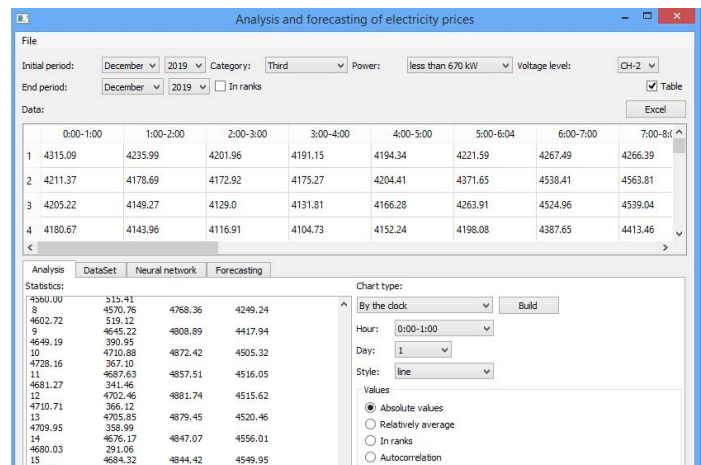 Analysis and forecasting of electricity prices
File
Initial period: December 2019 Category: Third Power: less than 670 kW Voltage level: CH-2
End period: December 2019 In ranks Table
Data: Excel
0:00-1:00 1:00-2:00 2:00-3:00 3:00-4:00 4:00-5:00 5:00-6:04 6:00-7:00 7:00-8:(
1 4315.09 4235.99 4201.96 4191.15 4194.34 4221.59 4267.49 4266.39
2 4211.37 4178.69 4172.92 4175.27 4204.41 4371.65 4538.41 4563.81
3 4205.22 4149.27 4129.0 4131.81 4166.28 4263.91 4524.96 4539.04
4 4180.67 4143.96 4116.91 4104.73 4152.24 4198.08 4387.65 4413.46
Analysis DataSet Neural network Forecasting
Statistics:
4560.00 515.41
8 4570.76 4768.36 4249.24
4602.72 519.12
9 4645.22 4808.89 4417.94
4649.19 390.95
10 4710.88 4872.42 4505.32
4728.16 367.10
11 4687.63 4857.51 4516.05
4681.27 341.46
12 4702.46 4881.74 4515.62
4710.71 366.12
13 4705.85 4879.45 4520.46
4709.95 358.99
14 4676.17 4847.07 4556.01
4680.03 291.06
15 4684.32 4844.42 4549.95
Chart type:
By the clock Build
Hour: 0:00-1:00
Day: 1
Style: line
Values
Absolute values
Relatively average
In ranks
Autocorrelation